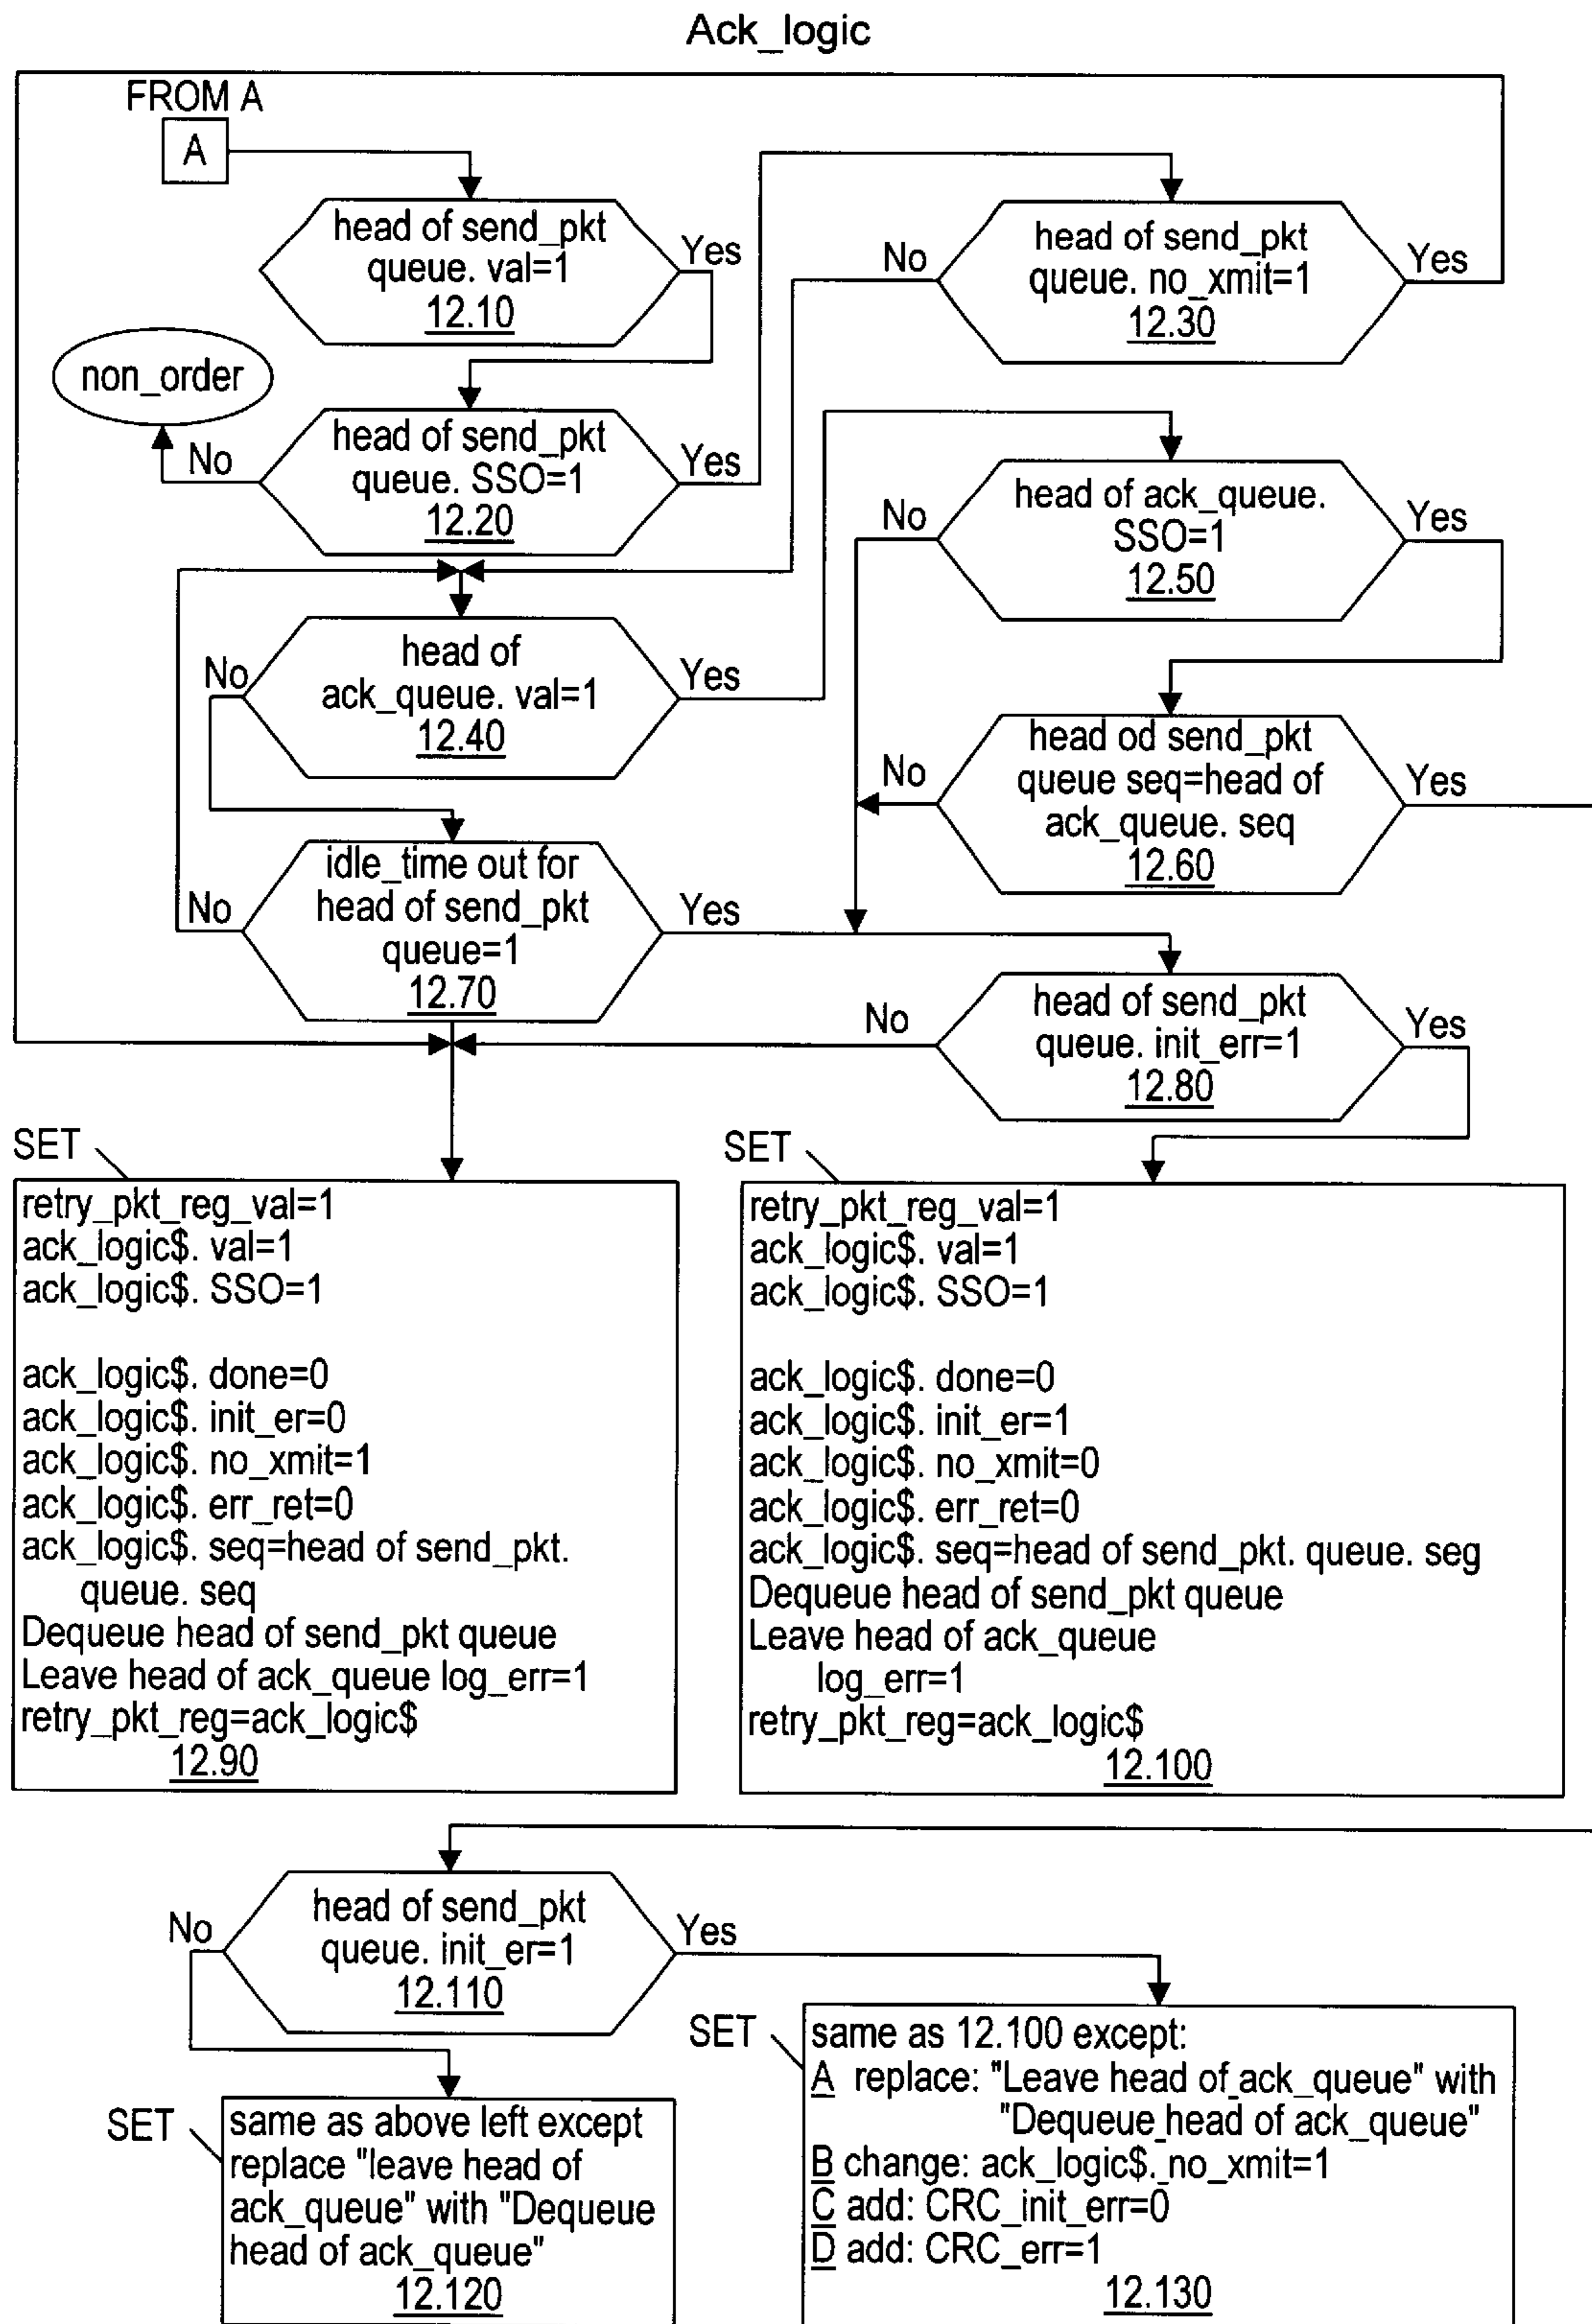 Ack_logic
FROM A
A
head of send_pkt
queue. val=1
12.10
Yes
non_order
No
head of send_pkt
queue. SSO=1
12.20
Yes
No
head of send_pkt
queue. no_xmit=1
12.30
Yes
No
head of
ack_queue. val=1
12.40
Yes
No
head of ack_queue.
SSO=1
12.50
Yes
No
head od send_pkt
queue seq=head of
ack_queue. seq
12.60
Yes
No
idle_time out for
head of send_pkt
queue=1
12.70
Yes
No
head of send_pkt
queue. init_err=1
12.80
Yes
SET
retry_pkt_reg_val=1
ack_logic$. val=1
ack_logic$. SSO=1
ack_logic$. done=0
ack_logic$. init_er=0
ack_logic$. no_xmit=1
ack_logic$. err_ret=0
ack_logic$. seq=head of send_pkt.
queue. seq
Dequeue head of send_pkt queue
Leave head of ack_queue log_err=1
retry_pkt_reg=ack_logic$
12.90
SET
retry_pkt_reg_val=1
ack_logic$. val=1
ack_logic$. SSO=1
ack_logic$. done=0
ack_logic$. init_er=1
ack_logic$. no_xmit=0
ack_logic$. err_ret=0
ack_logic$. seq=head of send_pkt. queue. seg
Dequeue head of send_pkt queue
Leave head of ack_queue
log_err=1
retry_pkt_reg=ack_logic$
12.100
No
head of send_pkt
queue. init_er=1
12.110
Yes
SET
same as above left except
replace "leave head of
ack_queue" with "Dequeue
head of ack_queue"
12.120
SET
same as 12.100 except:
A replace: "Leave head of ack_queue" with
"Dequeue head of ack_queue"
B change: ack_logic$. no_xmit=1
C add: CRC_init_err=0
D add: CRC_err=1
12.130